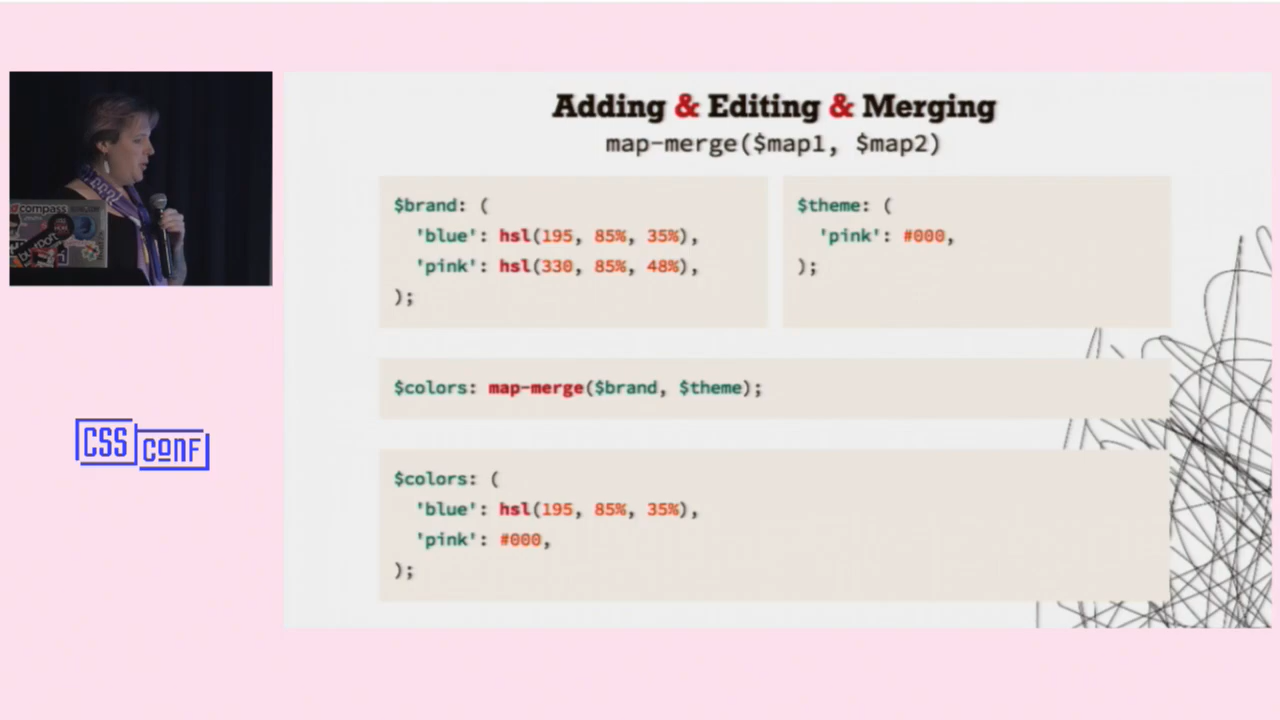 Adding & Editing & Merging
map-merge($map1, $map2)
$brand: (
'blue': hsl(195, 85%, 35%),
'pink': hsl(330, 85%, 48%),
);
$theme: (
'pink': #000,
);
$colors: map-merge($brand, $theme);
$colors: (
'blue': hsl(195, 85%, 35%),
'pink': #000,
);
compass
CSS
CONF